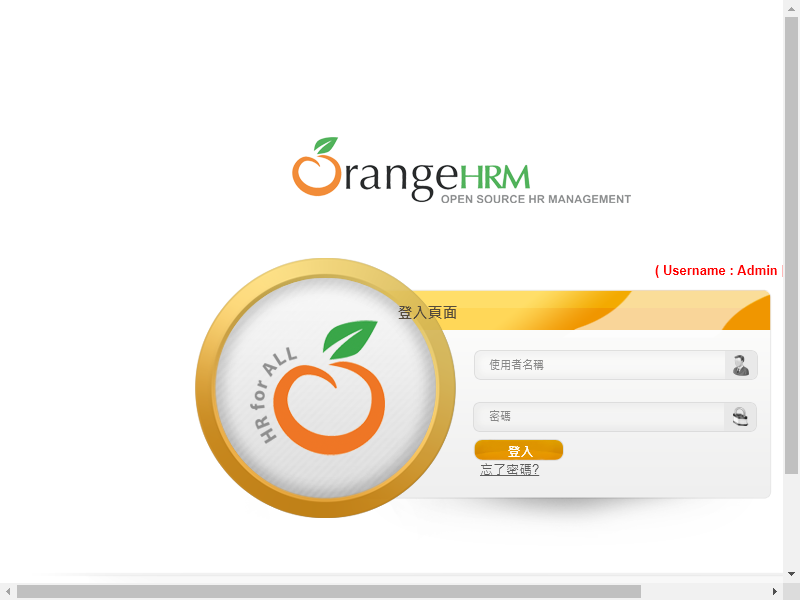 OrangeHRM
OPEN SOURCE HR MANAGEMENT
( Username : Admin |
登入頁面
HR for ALL
使用者名稱
密碼
登入
忘了密碼?